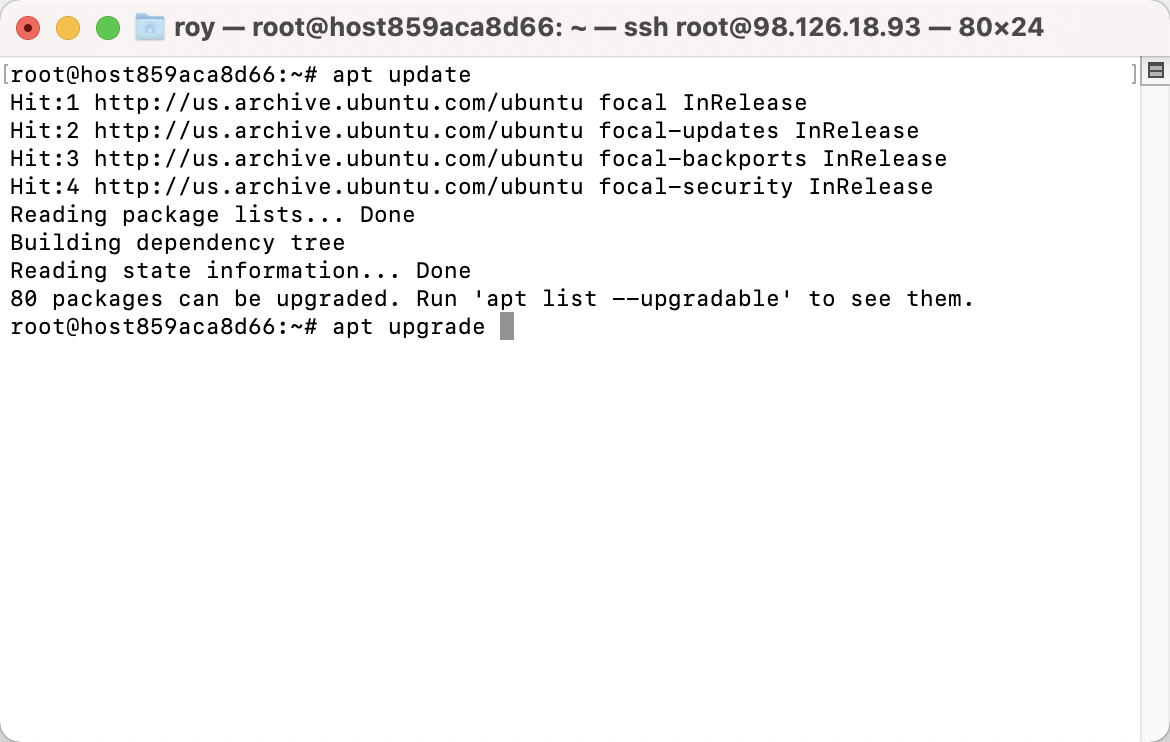 roy — root@host859aca8d66: ~ — ssh root@98.126.18.93 — 80×24
[root@host859aca8d66:~# apt update ]
Hit:1 http://us.archive.ubuntu.com/ubuntu focal InRelease
Hit:2 http://us.archive.ubuntu.com/ubuntu focal-updates InRelease
Hit:3 http://us.archive.ubuntu.com/ubuntu focal-backports InRelease
Hit:4 http://us.archive.ubuntu.com/ubuntu focal-security InRelease
Reading package lists... Done
Building dependency tree
Reading state information... Done
80 packages can be upgraded. Run 'apt list --upgradable' to see them.
root@host859aca8d66:~# apt upgrade